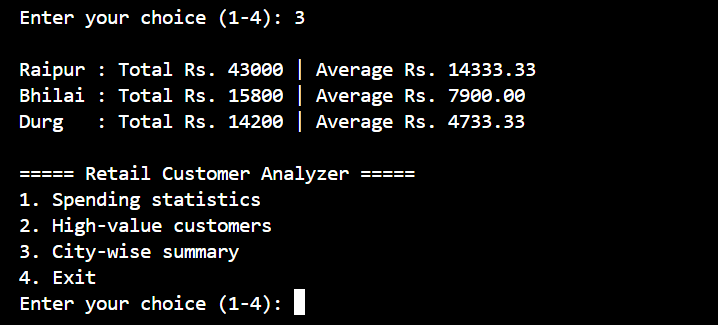 Enter your choice (1-4): 3
Raipur : Total Rs. 43000 | Average Rs. 14333.33
Bhilai : Total Rs. 15800 | Average Rs. 7900.00
Durg   : Total Rs. 14200 | Average Rs. 4733.33
===== Retail Customer Analyzer =====
1. Spending statistics
2. High-value customers
3. City-wise summary
4. Exit
Enter your choice (1-4):